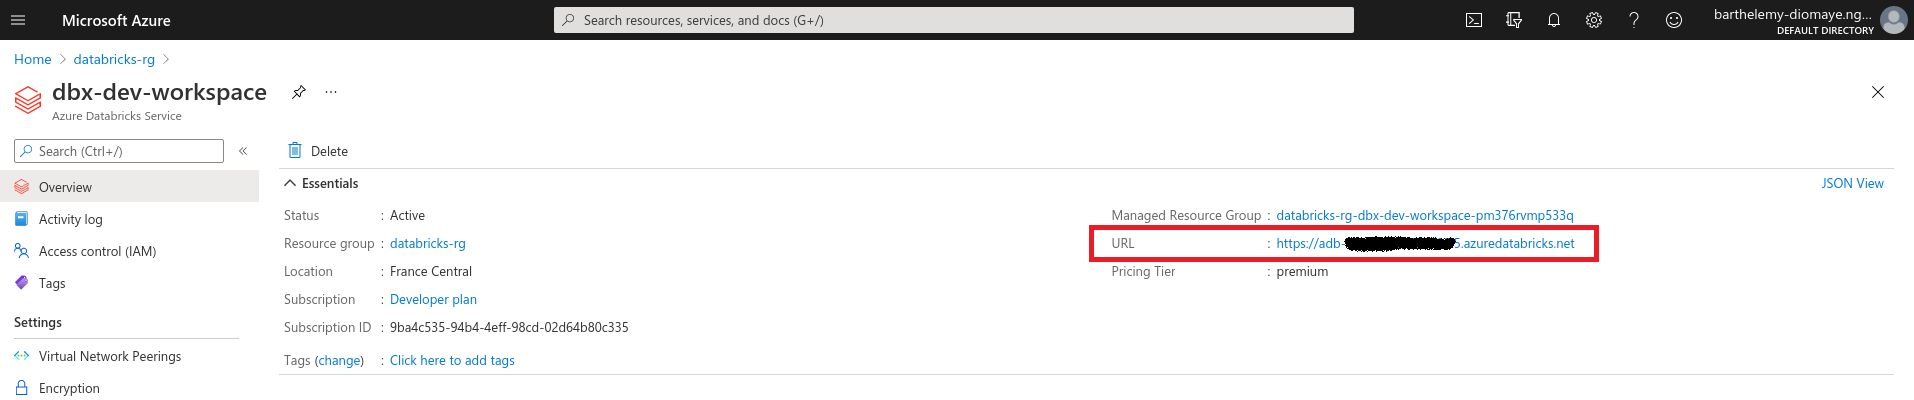 Microsoft Azure
Search resources, services, and docs (G+/)
barthelemy-diomaye.ng...
DEFAULT DIRECTORY
Home > databricks-rg >
dbx-dev-workspace
Azure Databricks Service
Search (Ctrl+/)
«
Overview
Activity log
Access control (IAM)
Tags
Settings
Virtual Network Peerings
Encryption
Delete
Essentials
JSON View
Status : Active
Resource group : databricks-rg
Location : France Central
Subscription : Developer plan
Subscription ID : 9ba4c535-94b4-4eff-98cd-02d64b80c335
Tags (change) : Click here to add tags
Managed Resource Group : databricks-rg-dbx-dev-workspace-pm376rvmp533q
URL : https://adb- 5.azuredatabricks.net
Pricing Tier : premium